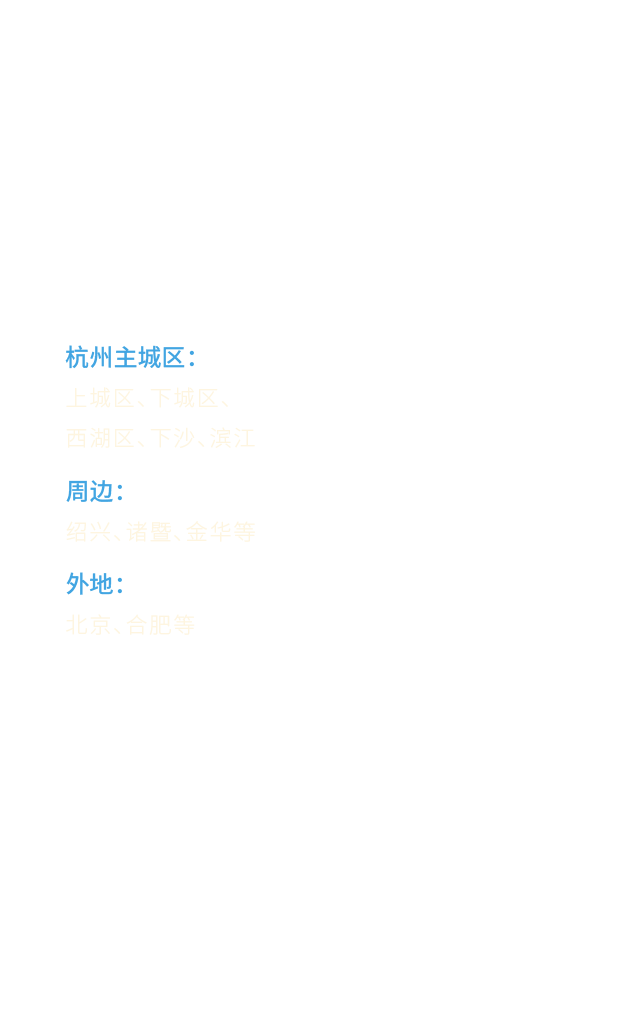 杭州主城区：
上城区、下城区、
西湖区、下沙、滨江
周边：
绍兴、诸暨、金华等
外地：
北京、合肥等